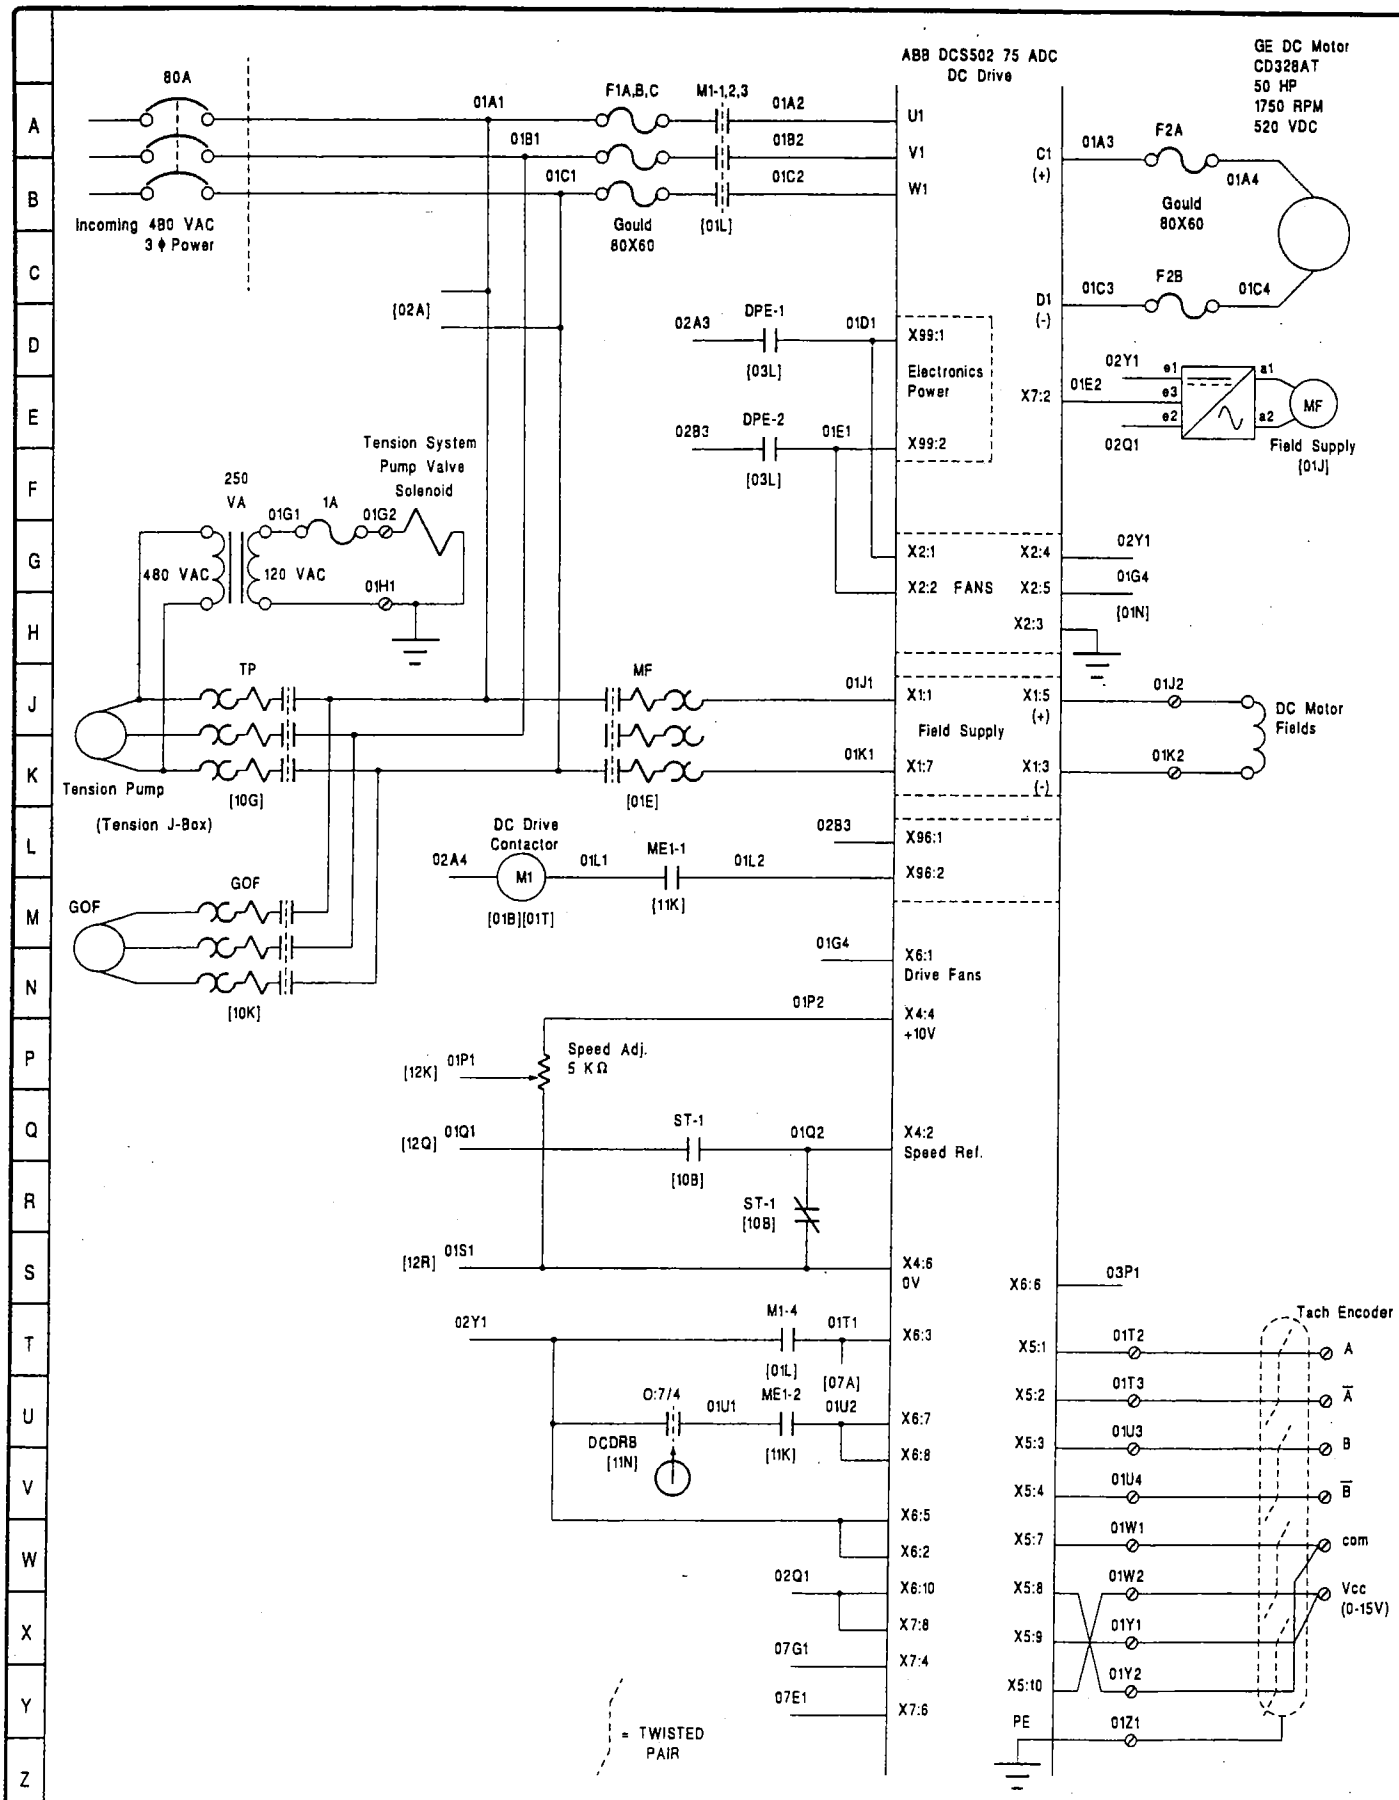 ABB DCS502 75 ADC
DC Drive
GE DC Motor
CD328AT
50 HP
1750 RPM
520 VDC
80A
01A1
F1A,B,C
M1-1,2,3
01A2
U1
A
01B1
01B2
V1
C1
(+)
01A3
F2A
01A4
01C1
01C2
W1
B
Incoming 480 VAC
3 ϕ Power
Gould
80X60
[01L]
Gould
80X60
C
[02A]
D1
(-)
01C3
F2B
01C4
D
02A3
DPE-1
01D1
X99:1
[03L]
Electronics
Power
02Y1
e1
a1
E
X7:2
01E2
e3
MF
02B3
DPE-2
01E1
X99:2
e2
a2
02Q1
Field Supply
[01J]
[03L]
Tension System
Pump Valve
Solenoid
F
250
VA
1A
01G1
01G2
G
480 VAC
120 VAC
X2:1
X2:4
02Y1
01H1
X2:2 FANS
X2:5
01G4
[01N]
H
X2:3
TP
MF
J
01J1
X1:1
X1:5
(+)
01J2
DC Motor
Fields
Field Supply
K
01K1
X1:7
X1:3
(-)
01K2
Tension Pump
[10G]
[01E]
(Tension J-Box)
L
DC Drive
Contactor
02B3
X96:1
02A4
M1
01L1
ME1-1
01L2
X96:2
[01B][01T]
[11K]
M
GOF
GOF
N
01G4
X6:1
Drive Fans
[10K]
01P2
X4:4
+10V
P
[12K]
01P1
Speed Adj.
5 KΩ
Q
[12Q]
01Q1
ST-1
01Q2
X4:2
Speed Ref.
[10B]
R
ST-1
[10B]
S
[12R]
01S1
X4:6
0V
X6:6
03P1
Tach Encoder
T
02Y1
M1-4
01T1
X6:3
X5:1
01T2
A
[01L]
[07A]
U
O:7/4
01U1
ME1-2
01U2
X6:7
X5:2
01T3
A̅
DCDRB
[11N]
[11K]
X6:8
X5:3
01U3
B
V
X5:4
01U4
B̅
X6:5
W
X6:2
X5:7
01W1
com
02Q1
X6:10
X5:8
01W2
Vcc
(0-15V)
X
X7:8
X5:9
01Y1
07G1
X7:4
Y
07E1
X7:6
X5:10
01Y2
= TWISTED
PAIR
PE
01Z1
Z